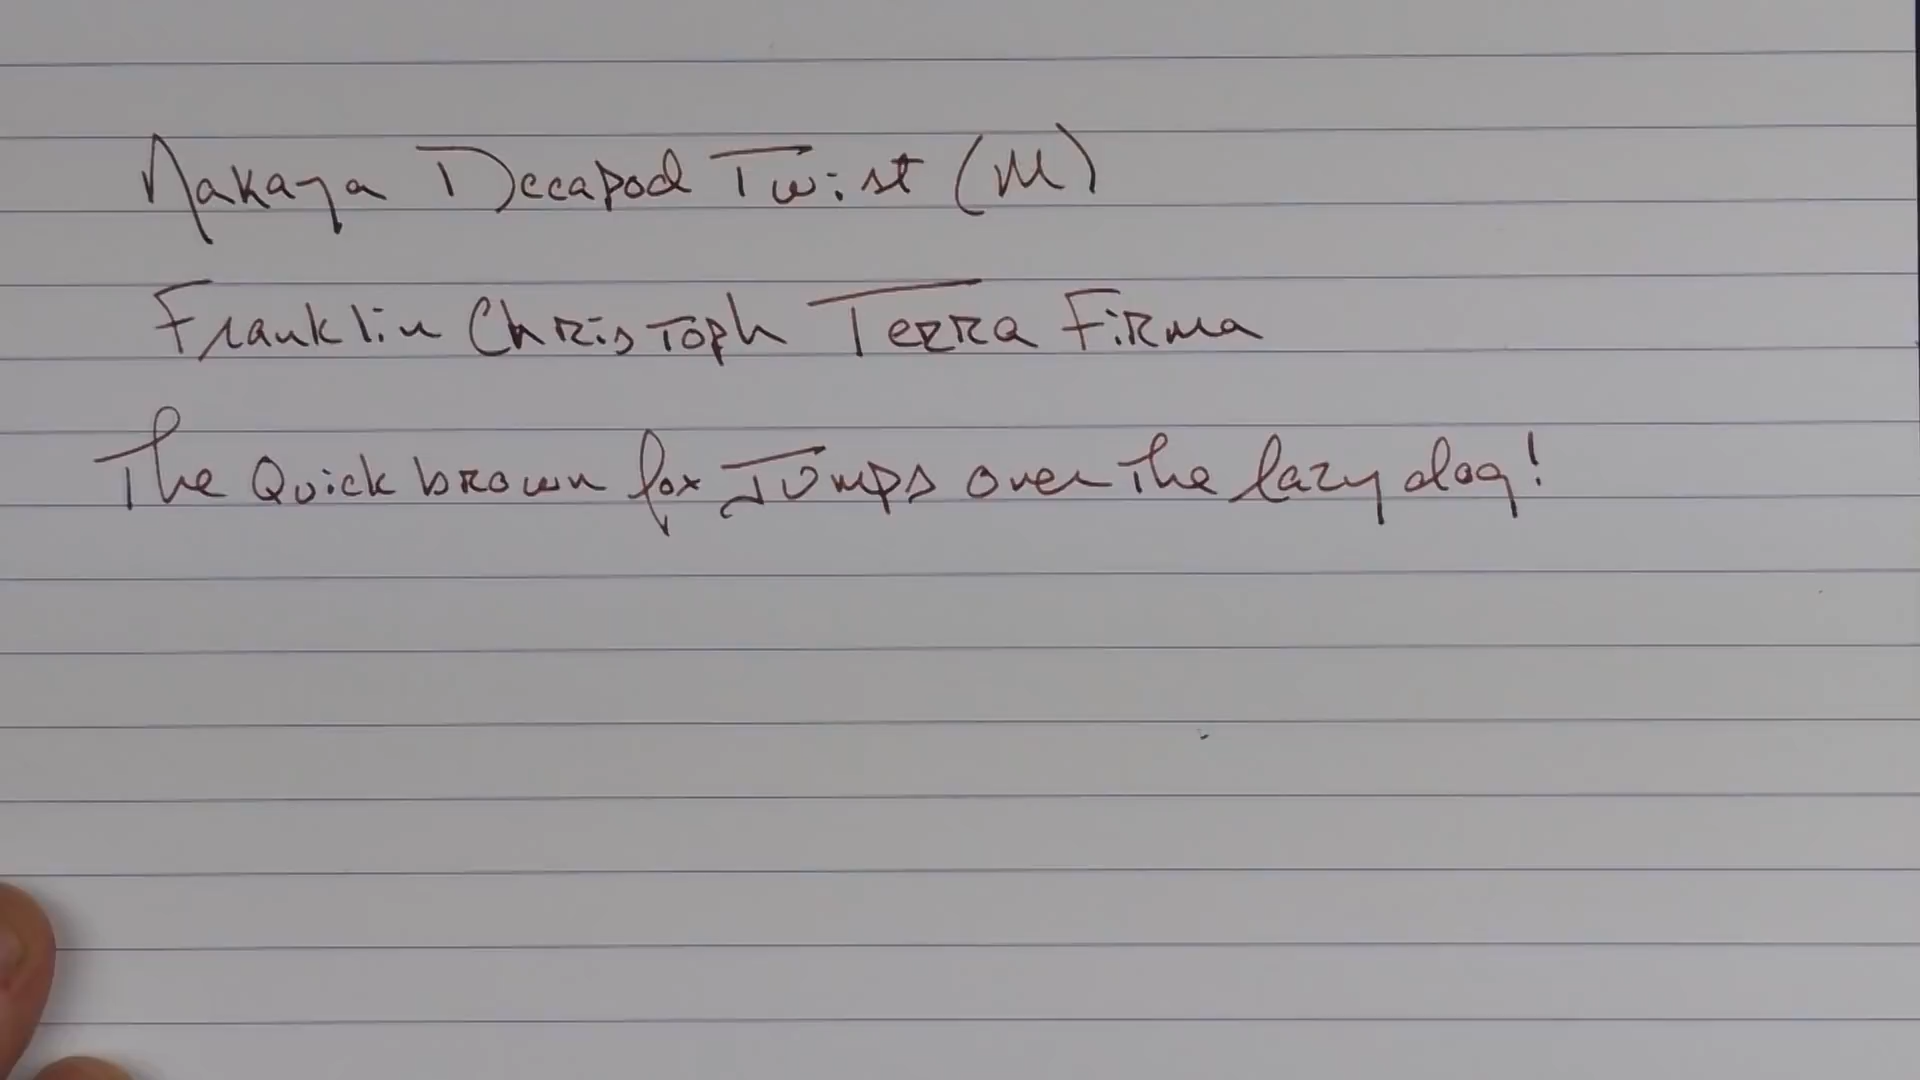 Nakaya Decapod Twist (M)
Franklin Christoph Terra Firma
The Quick brown fox Jumps over The lazy dog!